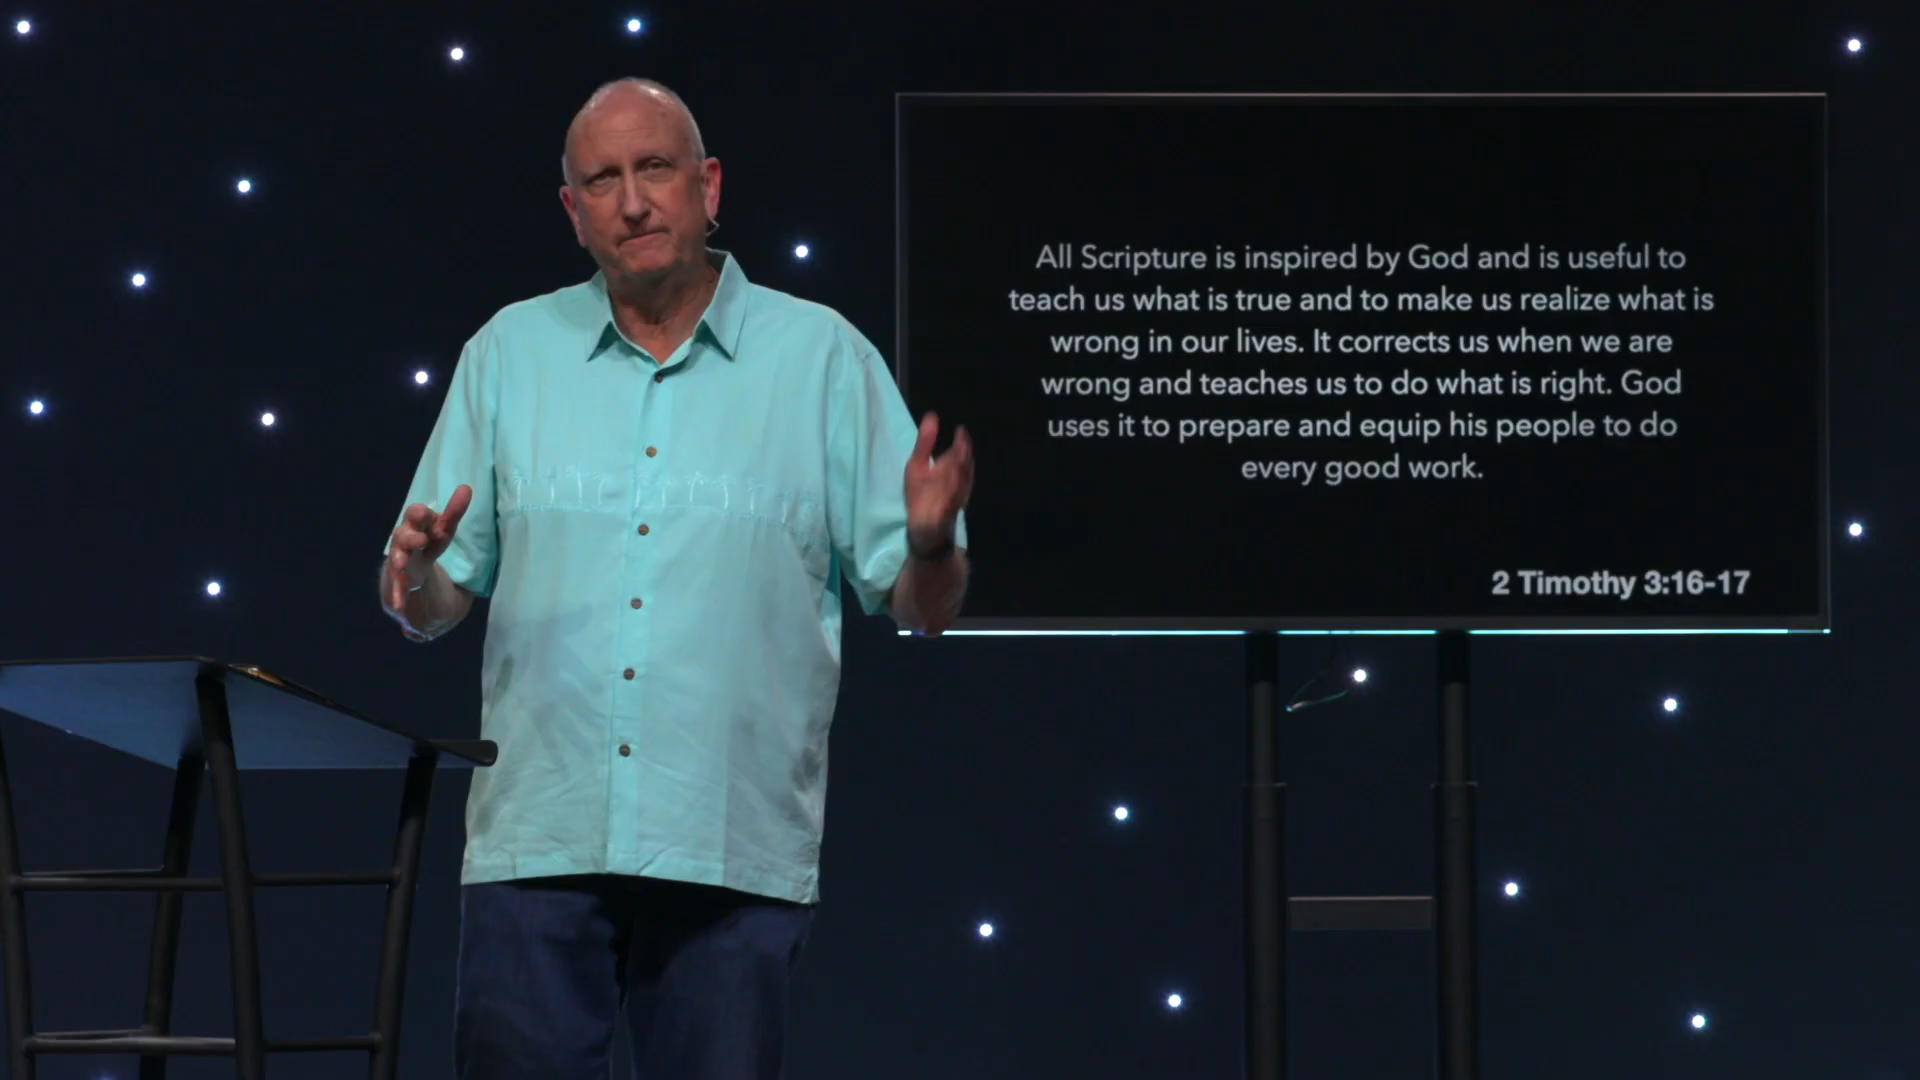 All Scripture is inspired by God and is useful to
teach us what is true and to make us realize what is
wrong in our lives. It corrects us when we are
wrong and teaches us to do what is right. God
uses it to prepare and equip his people to do
every good work.
2 Timothy 3:16-17